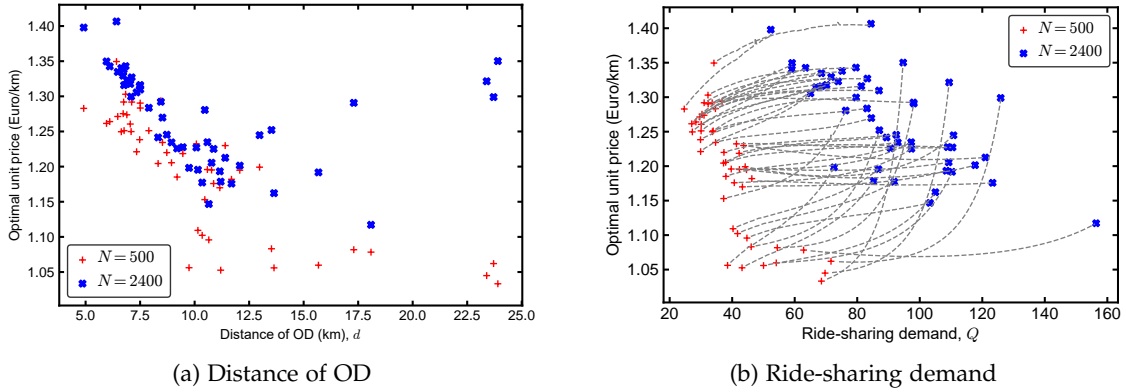 1.40
1.35
1.30
1.25
1.20
1.15
1.10
1.05
Optimal unit price (Euro/km)
N = 500
N = 2400
5.0 7.5 10.0 12.5 15.0 17.5 20.0 22.5 25.0
Distance of OD (km), d
(a) Distance of OD
1.40
1.35
1.30
1.25
1.20
1.15
1.10
1.05
Optimal unit price (Euro/km)
N = 500
N = 2400
20 40 60 80 100 120 140 160
Ride-sharing demand, Q
(b) Ride-sharing demand